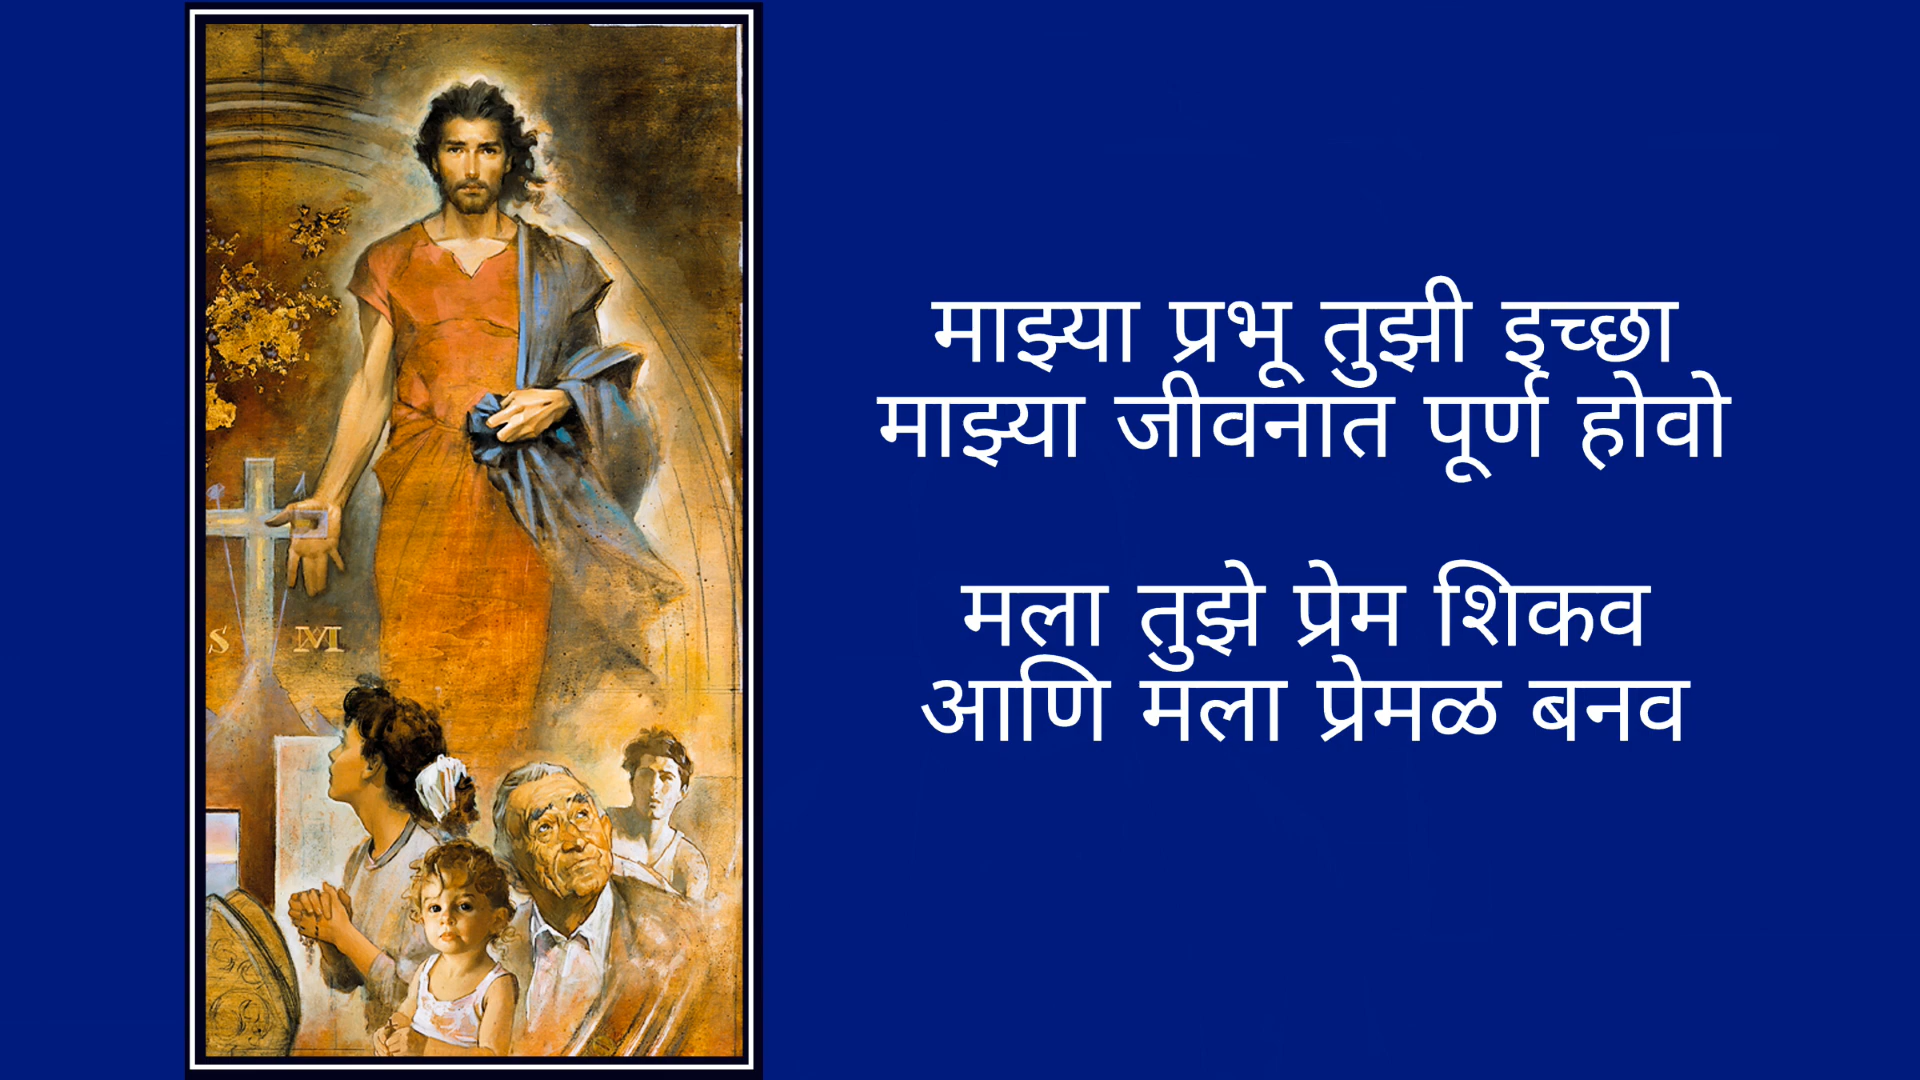 माझ्या प्रभू तुझी इच्छा
माझ्या जीवनात पूर्ण होवो
मला तुझे प्रेम शिकव
आणि मला प्रेमळ बनव
S M